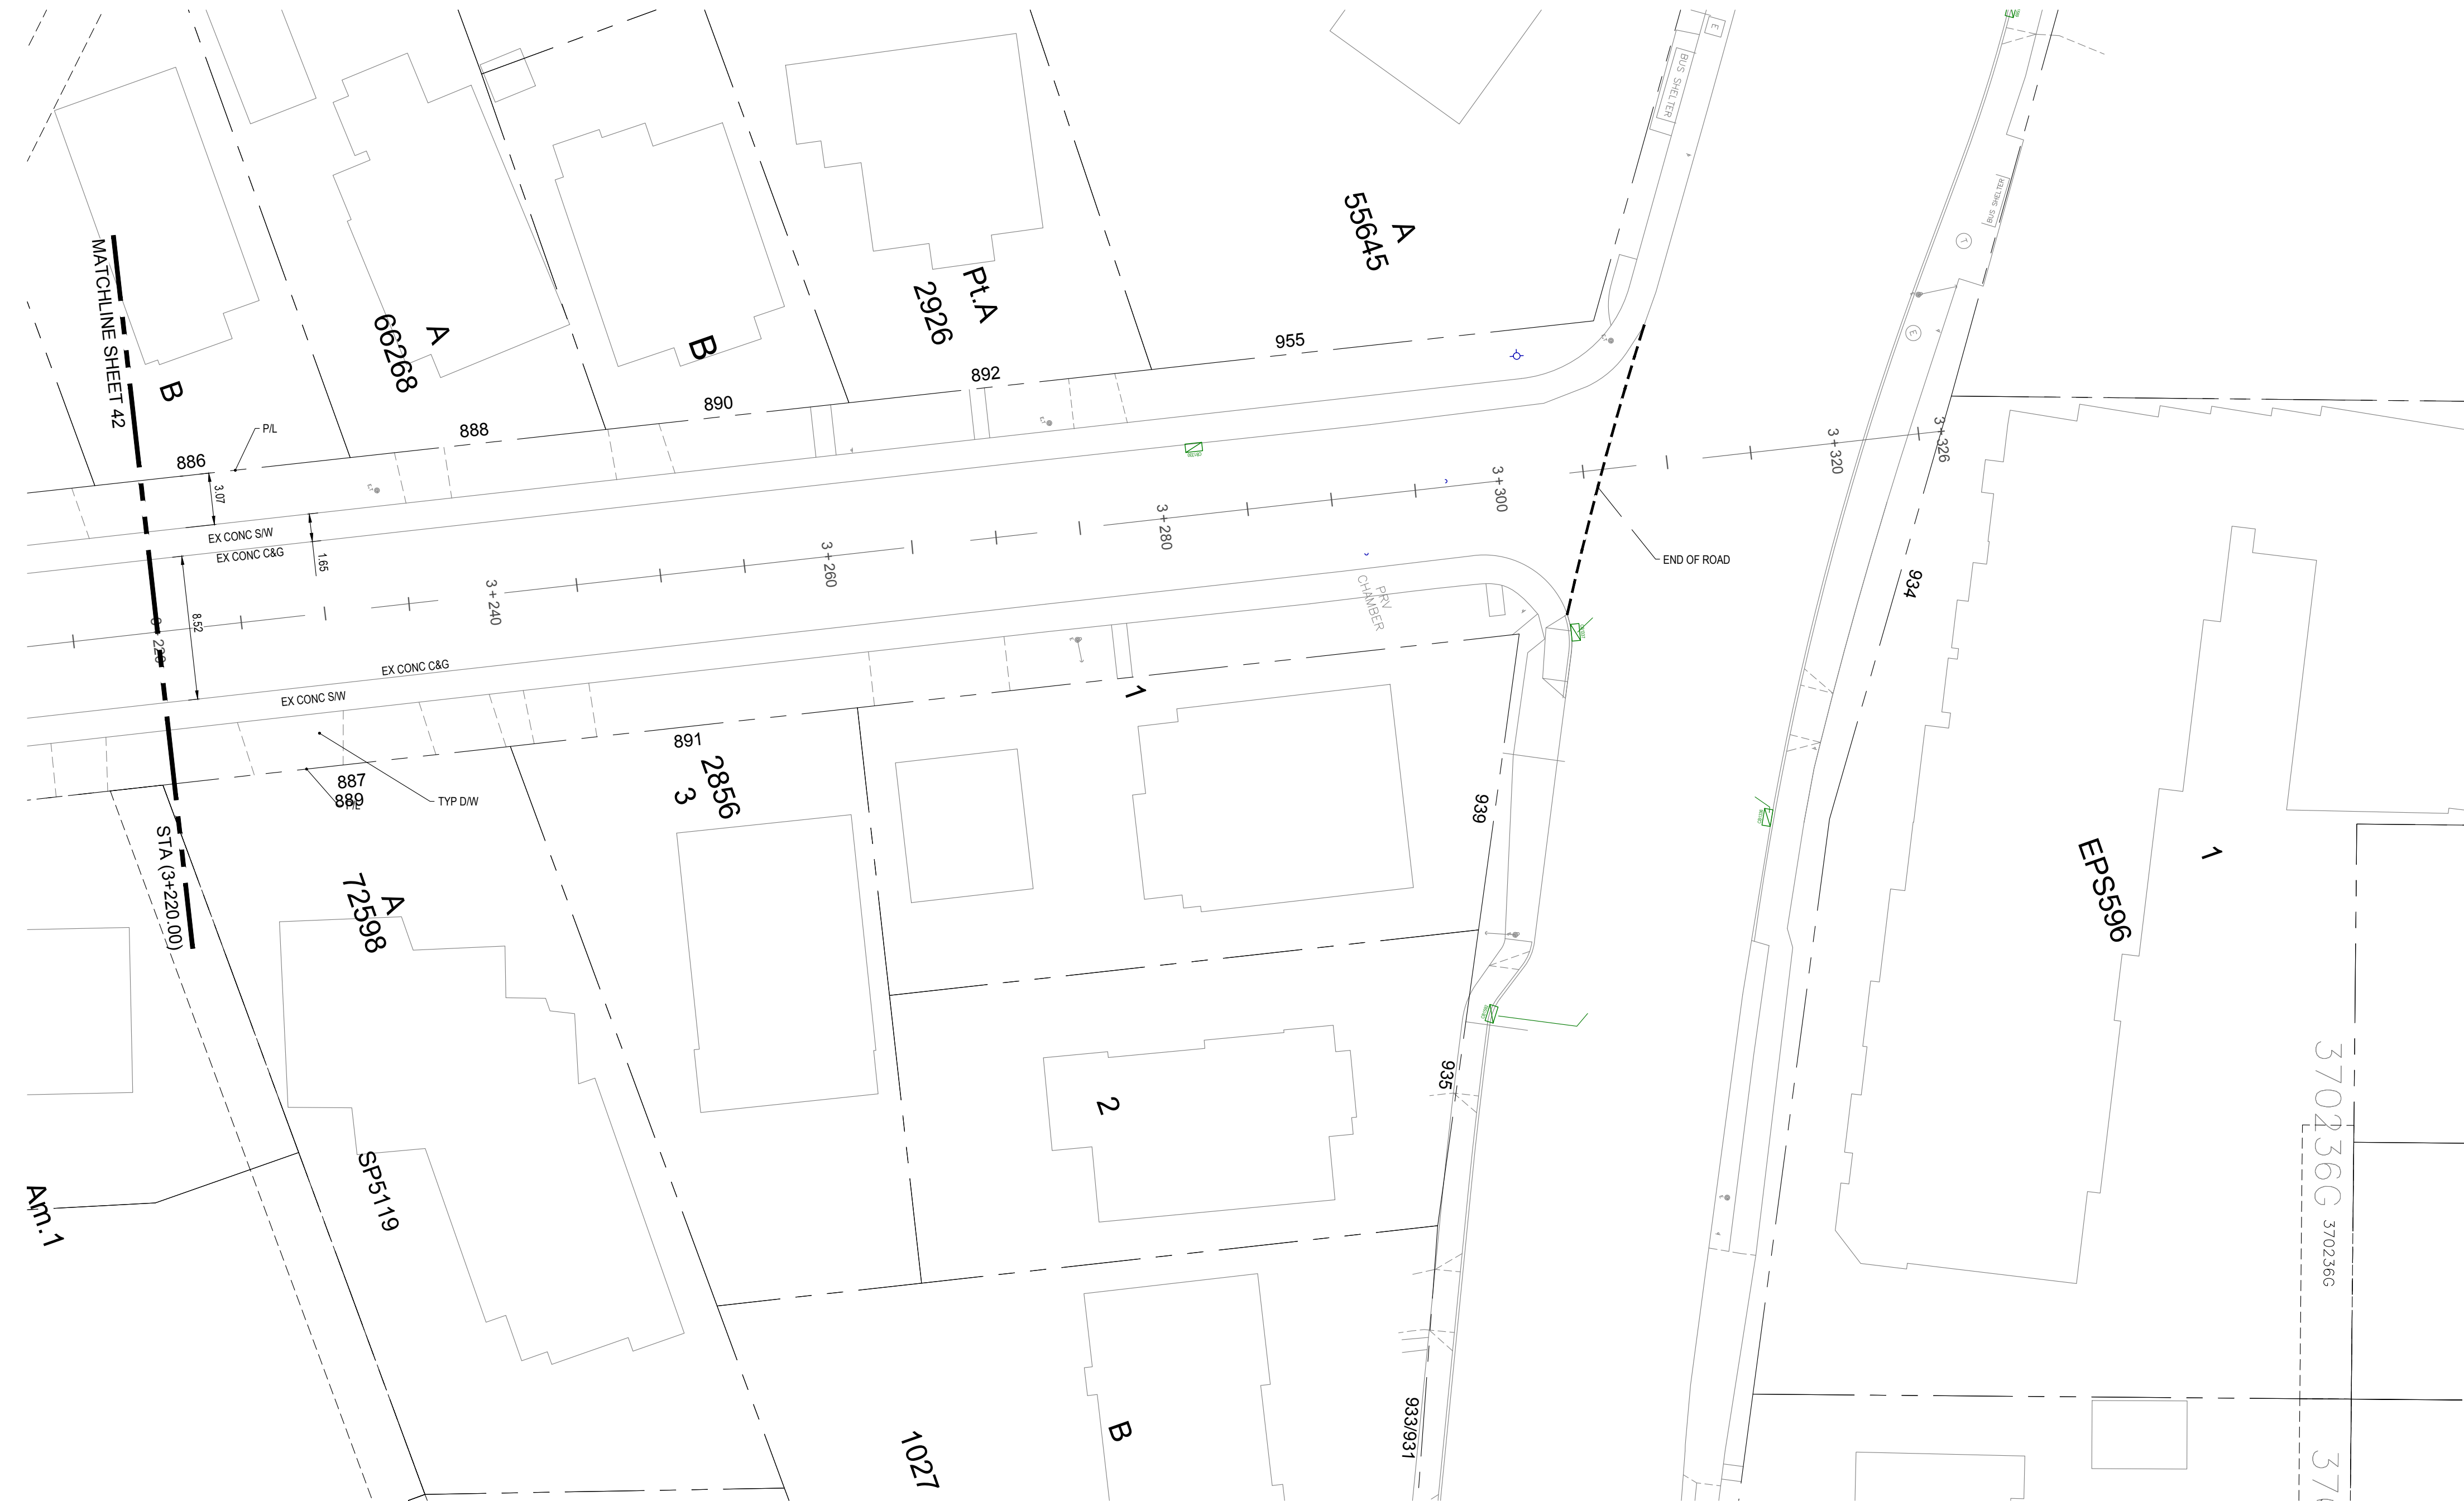 E
BUS SHELTER
BUS SHELTER
T
E
A
55645
Pt.A
2926
A
66268
B
B
MATCHLINE SHEET 42
955
892
890
888
886
P/L
3.07
EX CONC S/W
EX CONC C&G
1.65
8.52
3+240
3+260
3+280
3+300
3+320
3+326
END OF ROAD
934
PRV
CHAMBER
EX CONC C&G
EX CONC S/W
887
889
P/L
TYP D/W
891
2856
3
1
939
STA (3+220.00)
A
72598
SP5119
Am.1
2
935
933/931
B
1027
1
EPS596
370236G
370236G